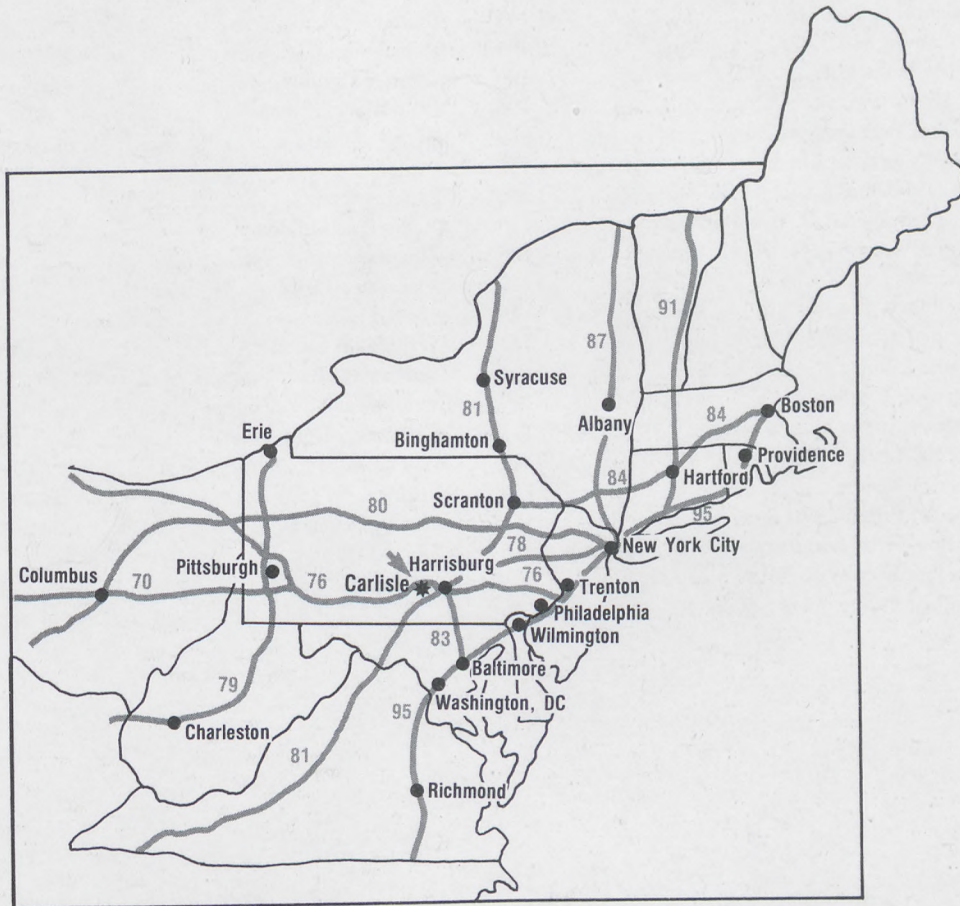 91
87
Syracuse
84
Boston
Albany
81
Erie
Binghamton
Providence
Hartford
84
Scranton
80
95
78
New York City
Harrisburg
Pittsburgh
76
76
Columbus
70
Carlisle
Trenton
Philadelphia
Wilmington
83
Baltimore
79
Washington, DC
95
Charleston
81
Richmond